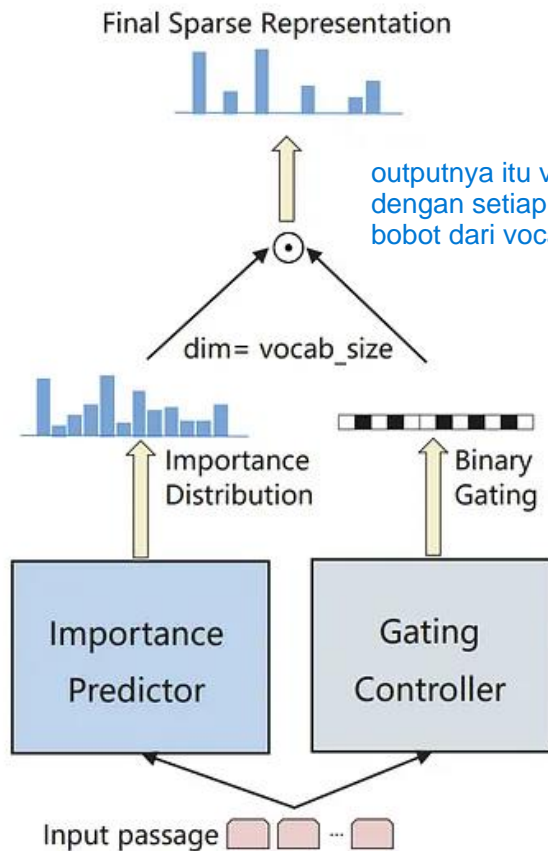 Final Sparse Representation
outputnya itu
dengan setiap
bobot dari
dim= vocab_size
Importance
Distribution
Binary
Gating
Importance
Predictor
Gating
Controller
Input passage